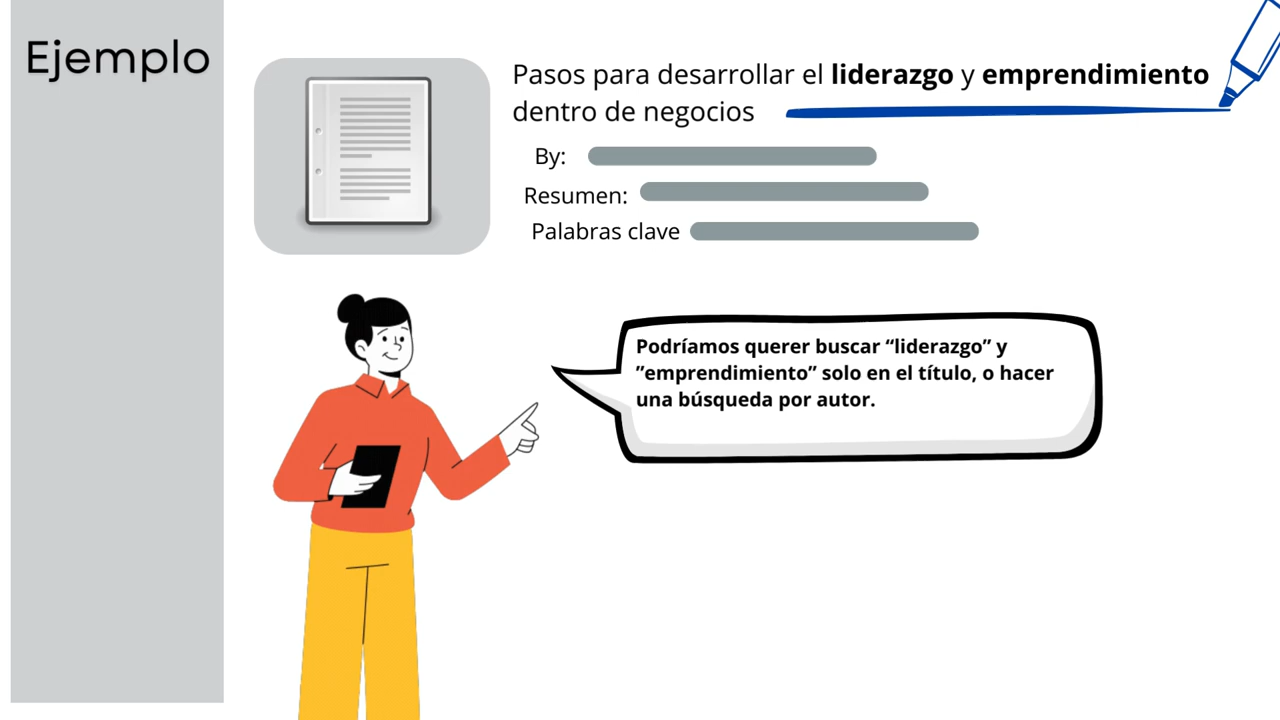 Ejemplo
Pasos para desarrollar el liderazgo y emprendimiento
dentro de negocios
By:
Resumen:
Palabras clave
Podríamos querer buscar “liderazgo” y
”emprendimiento” solo en el título, o hacer
una búsqueda por autor.